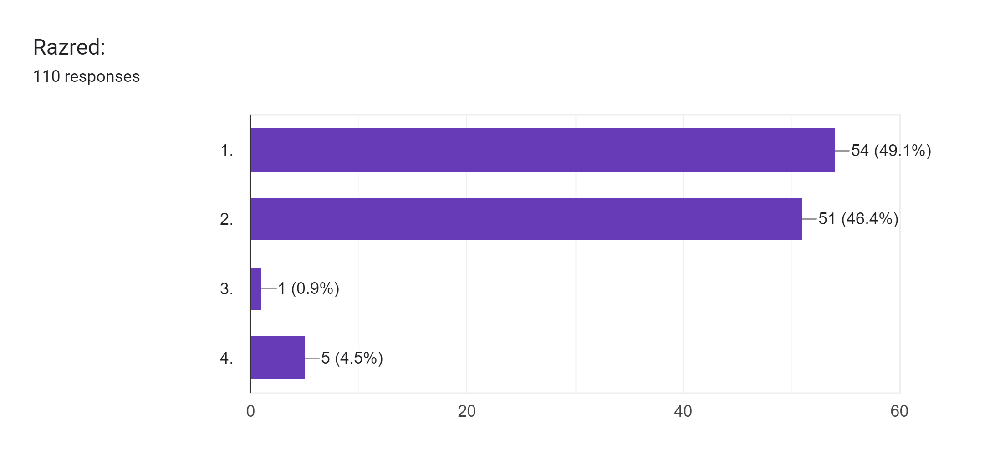 Razred:
110 responses
1.
54 (49.1%)
2.
51 (46.4%)
3.
1 (0.9%)
4.
5 (4.5%)
0 20 40 60